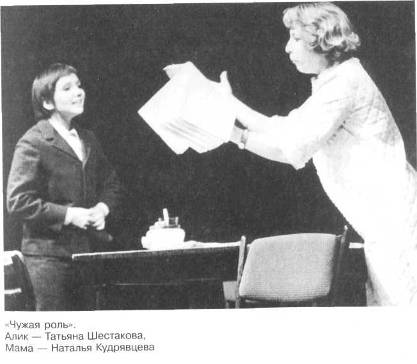 «Чужая роль».
Алик — Татьяна Шестакова,
Мама — Наталья Кудрявцева